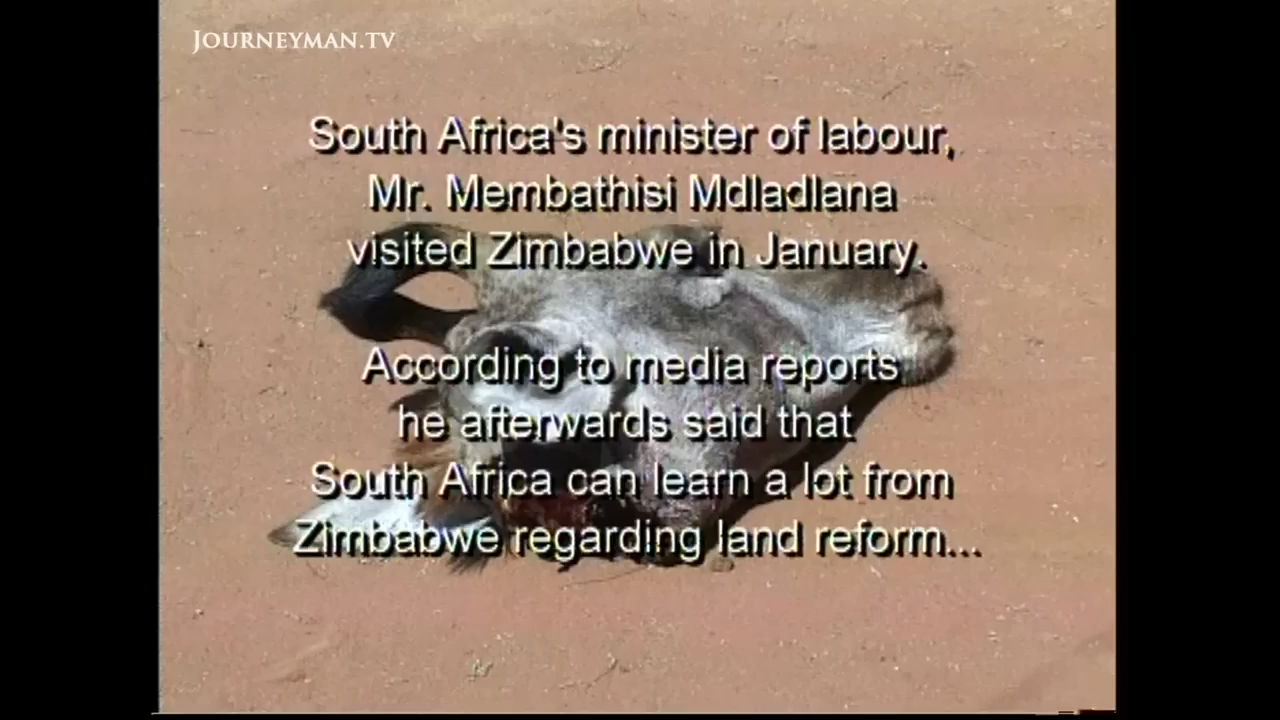 JOURNEYMAN.TV
South Africa's minister of labour,
Mr. Membathisi Mdladlana
visited Zimbabwe in January.
According to media reports
he afterwards said that
South Africa can learn a lot from
Zimbabwe regarding land reform...